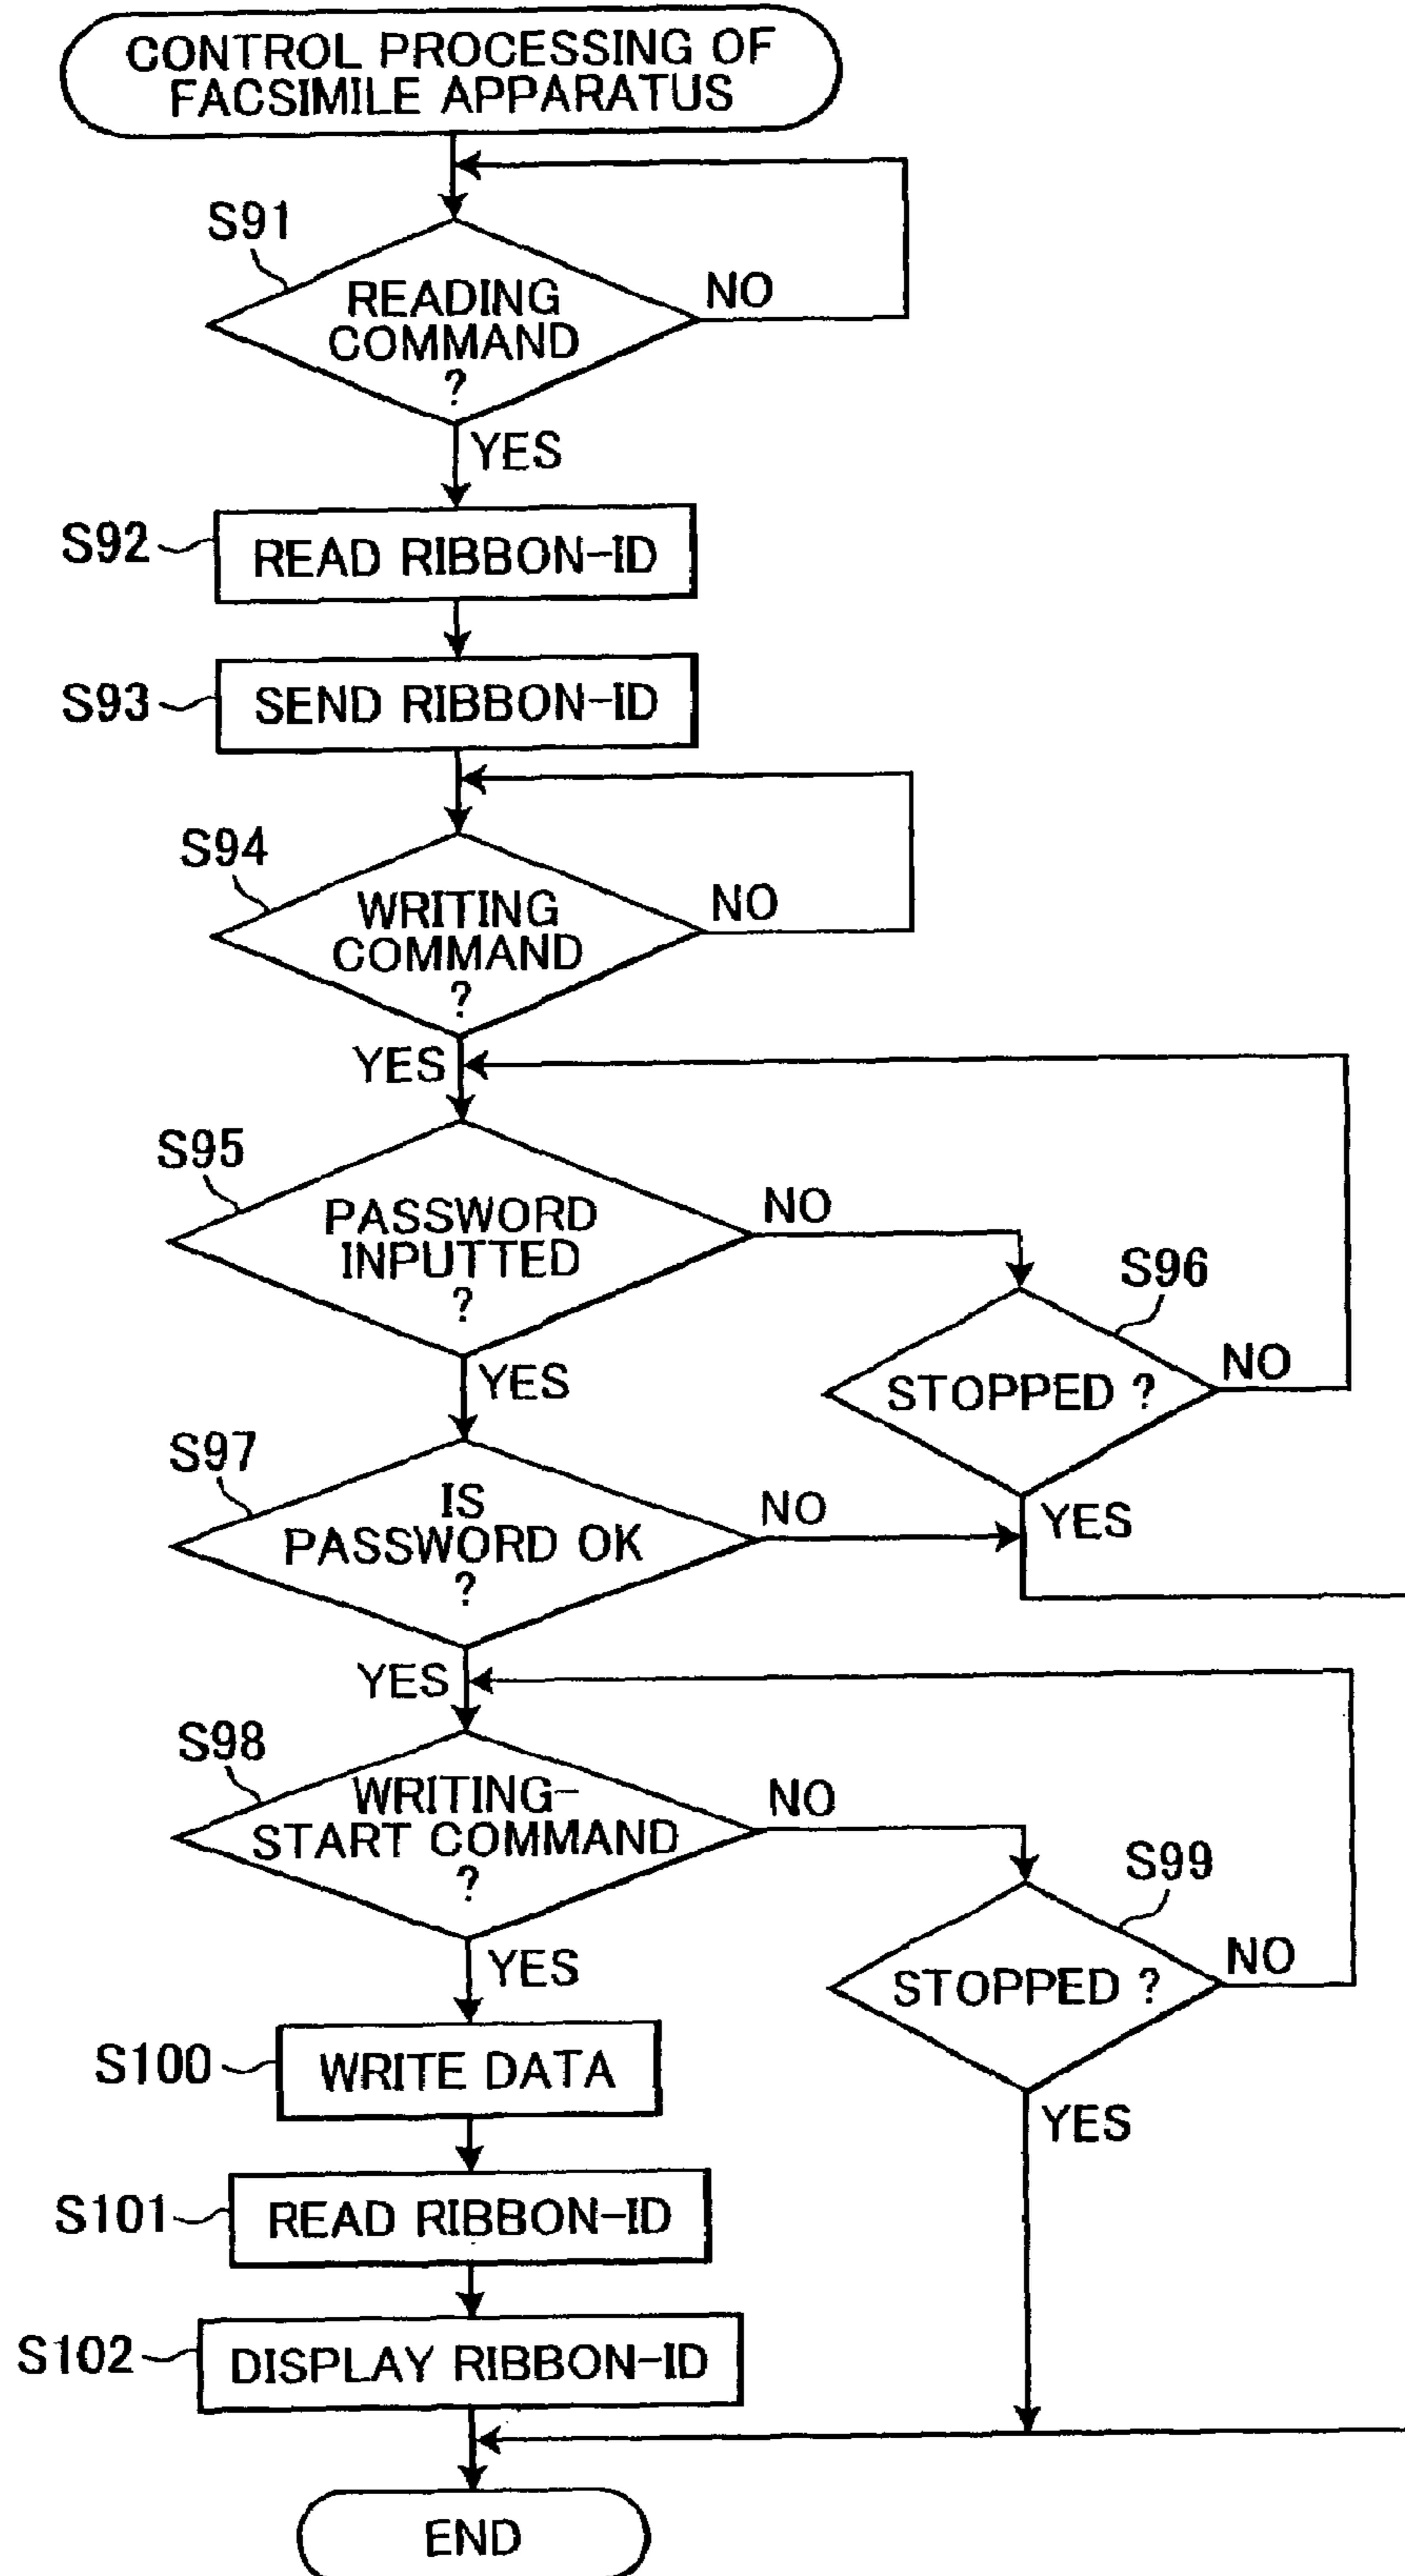 CONTROL PROCESSING OF
FACSIMILE APPARATUS
S91
READING
COMMAND
?
NO
YES
S92
READ RIBBON-ID
S93
SEND RIBBON-ID
S94
WRITING
COMMAND
?
NO
YES
S95
PASSWORD
INPUTTED
?
NO
YES
S96
STOPPED ?
NO
YES
S97
IS
PASSWORD OK
?
NO
YES
S98
WRITING-
START COMMAND
?
NO
YES
S99
STOPPED ?
NO
YES
S100
WRITE DATA
S101
READ RIBBON-ID
S102
DISPLAY RIBBON-ID
END